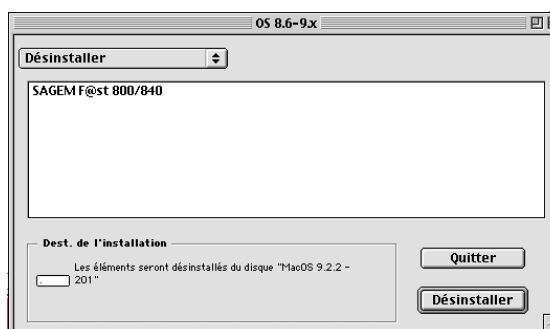 OS 8.6-9.x
Désinstaller
SAGEM F@st 800/840
Dest. de l'installation
Les éléments seront désinstallés du disque "MacOS 9.2.2 -
201"
Quitter
Désinstaller